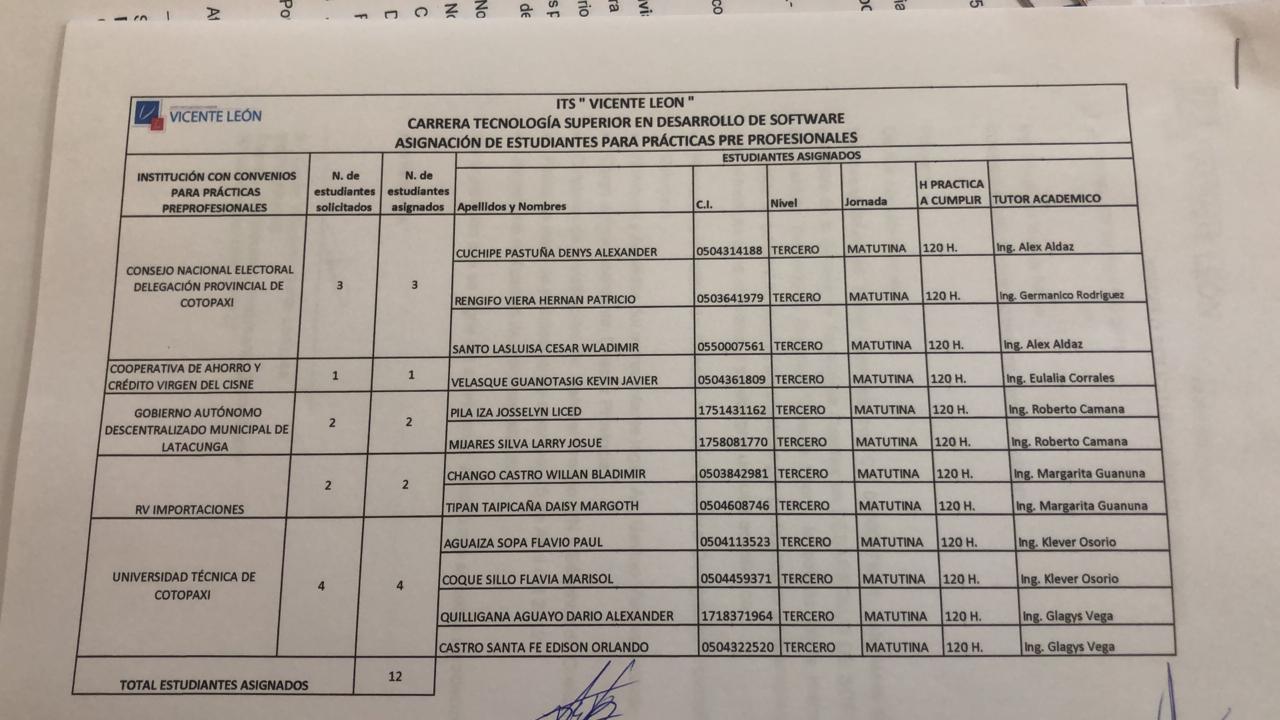 VICENTE LEÓN
ITS " VICENTE LEON "
CARRERA TECNOLOGÍA SUPERIOR EN DESARROLLO DE SOFTWARE
ASIGNACIÓN DE ESTUDIANTES PARA PRÁCTICAS PRE PROFESIONALES
INSTITUCIÓN CON CONVENIOS
PARA PRÁCTICAS
PREPROFESIONALES
N. de
estudiantes
solicitados
N. de
estudiantes
asignados
ESTUDIANTES ASIGNADOS
Apellidos y Nombres
C.I.
Nivel
Jornada
H PRACTICA
A CUMPLIR
TUTOR ACADEMICO
CONSEJO NACIONAL ELECTORAL
DELEGACIÓN PROVINCIAL DE
COTOPAXI
3
3
CUCHIPE PASTUÑA DENYS ALEXANDER 0504314188 TERCERO MATUTINA 120 H. Ing. Alex Aldaz
RENGIFO VIERA HERNAN PATRICIO 0503641979 TERCERO MATUTINA 120 H. Ing. Germanico Rodriguez
SANTO LASLUISA CESAR WLADIMIR 0550007561 TERCERO MATUTINA 120 H. Ing. Alex Aldaz
COOPERATIVA DE AHORRO Y
CRÉDITO VIRGEN DEL CISNE
1
1
VELASQUE GUANOTASIG KEVIN JAVIER 0504361809 TERCERO MATUTINA 120 H. Ing. Eulalia Corrales
GOBIERNO AUTÓNOMO
DESCENTRALIZADO MUNICIPAL DE
LATACUNGA
2
2
PILA IZA JOSSELYN LICED 1751431162 TERCERO MATUTINA 120 H. Ing. Roberto Camana
MIJARES SILVA LARRY JOSUE 1758081770 TERCERO MATUTINA 120 H. Ing. Roberto Camana
RV IMPORTACIONES
2
2
CHANGO CASTRO WILLAN BLADIMIR 0503842981 TERCERO MATUTINA 120 H. Ing. Margarita Guanuna
TIPAN TAIPICAÑA DAISY MARGOTH 0504608746 TERCERO MATUTINA 120 H. Ing. Margarita Guanuna
UNIVERSIDAD TÉCNICA DE
COTOPAXI
4
4
AGUAIZA SOPA FLAVIO PAUL 0504113523 TERCERO MATUTINA 120 H. Ing. Klever Osorio
COQUE SILLO FLAVIA MARISOL 0504459371 TERCERO MATUTINA 120 H. Ing. Klever Osorio
QUILLIGANA AGUAYO DARIO ALEXANDER 1718371964 TERCERO MATUTINA 120 H. Ing. Glagys Vega
CASTRO SANTA FE EDISON ORLANDO 0504322520 TERCERO MATUTINA 120 H. Ing. Glagys Vega
TOTAL ESTUDIANTES ASIGNADOS
12